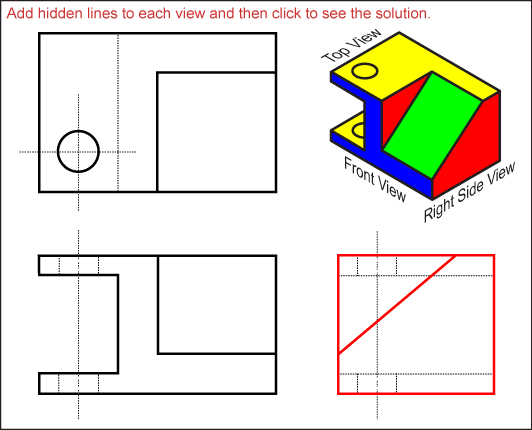 Add hidden lines to each view and then click to see the solution.
Top View
Front View
Right Side View